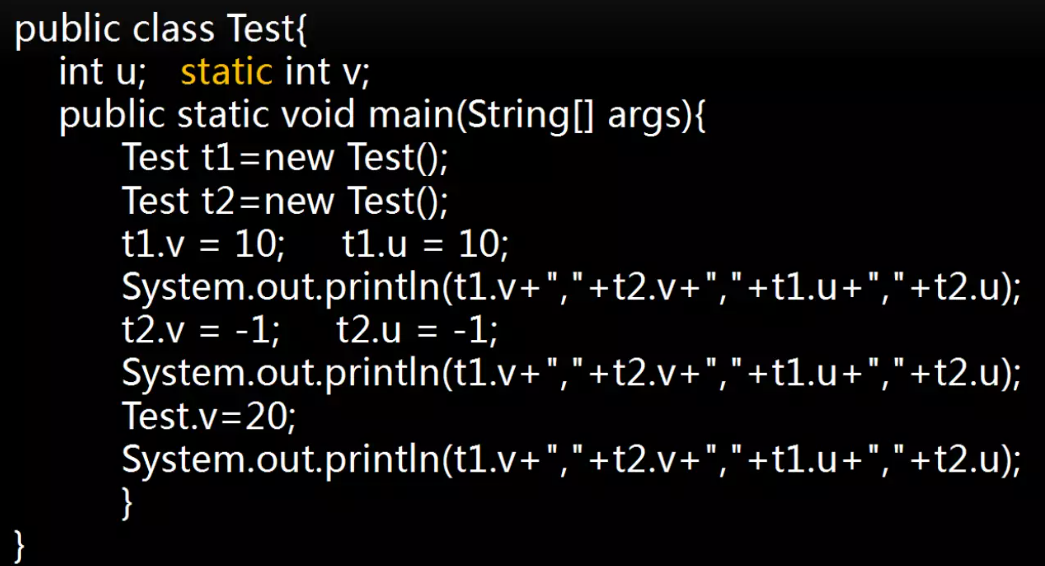 public class Test{
int u;   static int v;
public static void main(String[] args){
Test t1=new Test();
Test t2=new Test();
t1.v = 10;     t1.u = 10;
System.out.println(t1.v+","+t2.v+","+t1.u+","+t2.u);
t2.v = -1;     t2.u = -1;
System.out.println(t1.v+","+t2.v+","+t1.u+","+t2.u);
Test.v=20;
System.out.println(t1.v+","+t2.v+","+t1.u+","+t2.u);
}
}